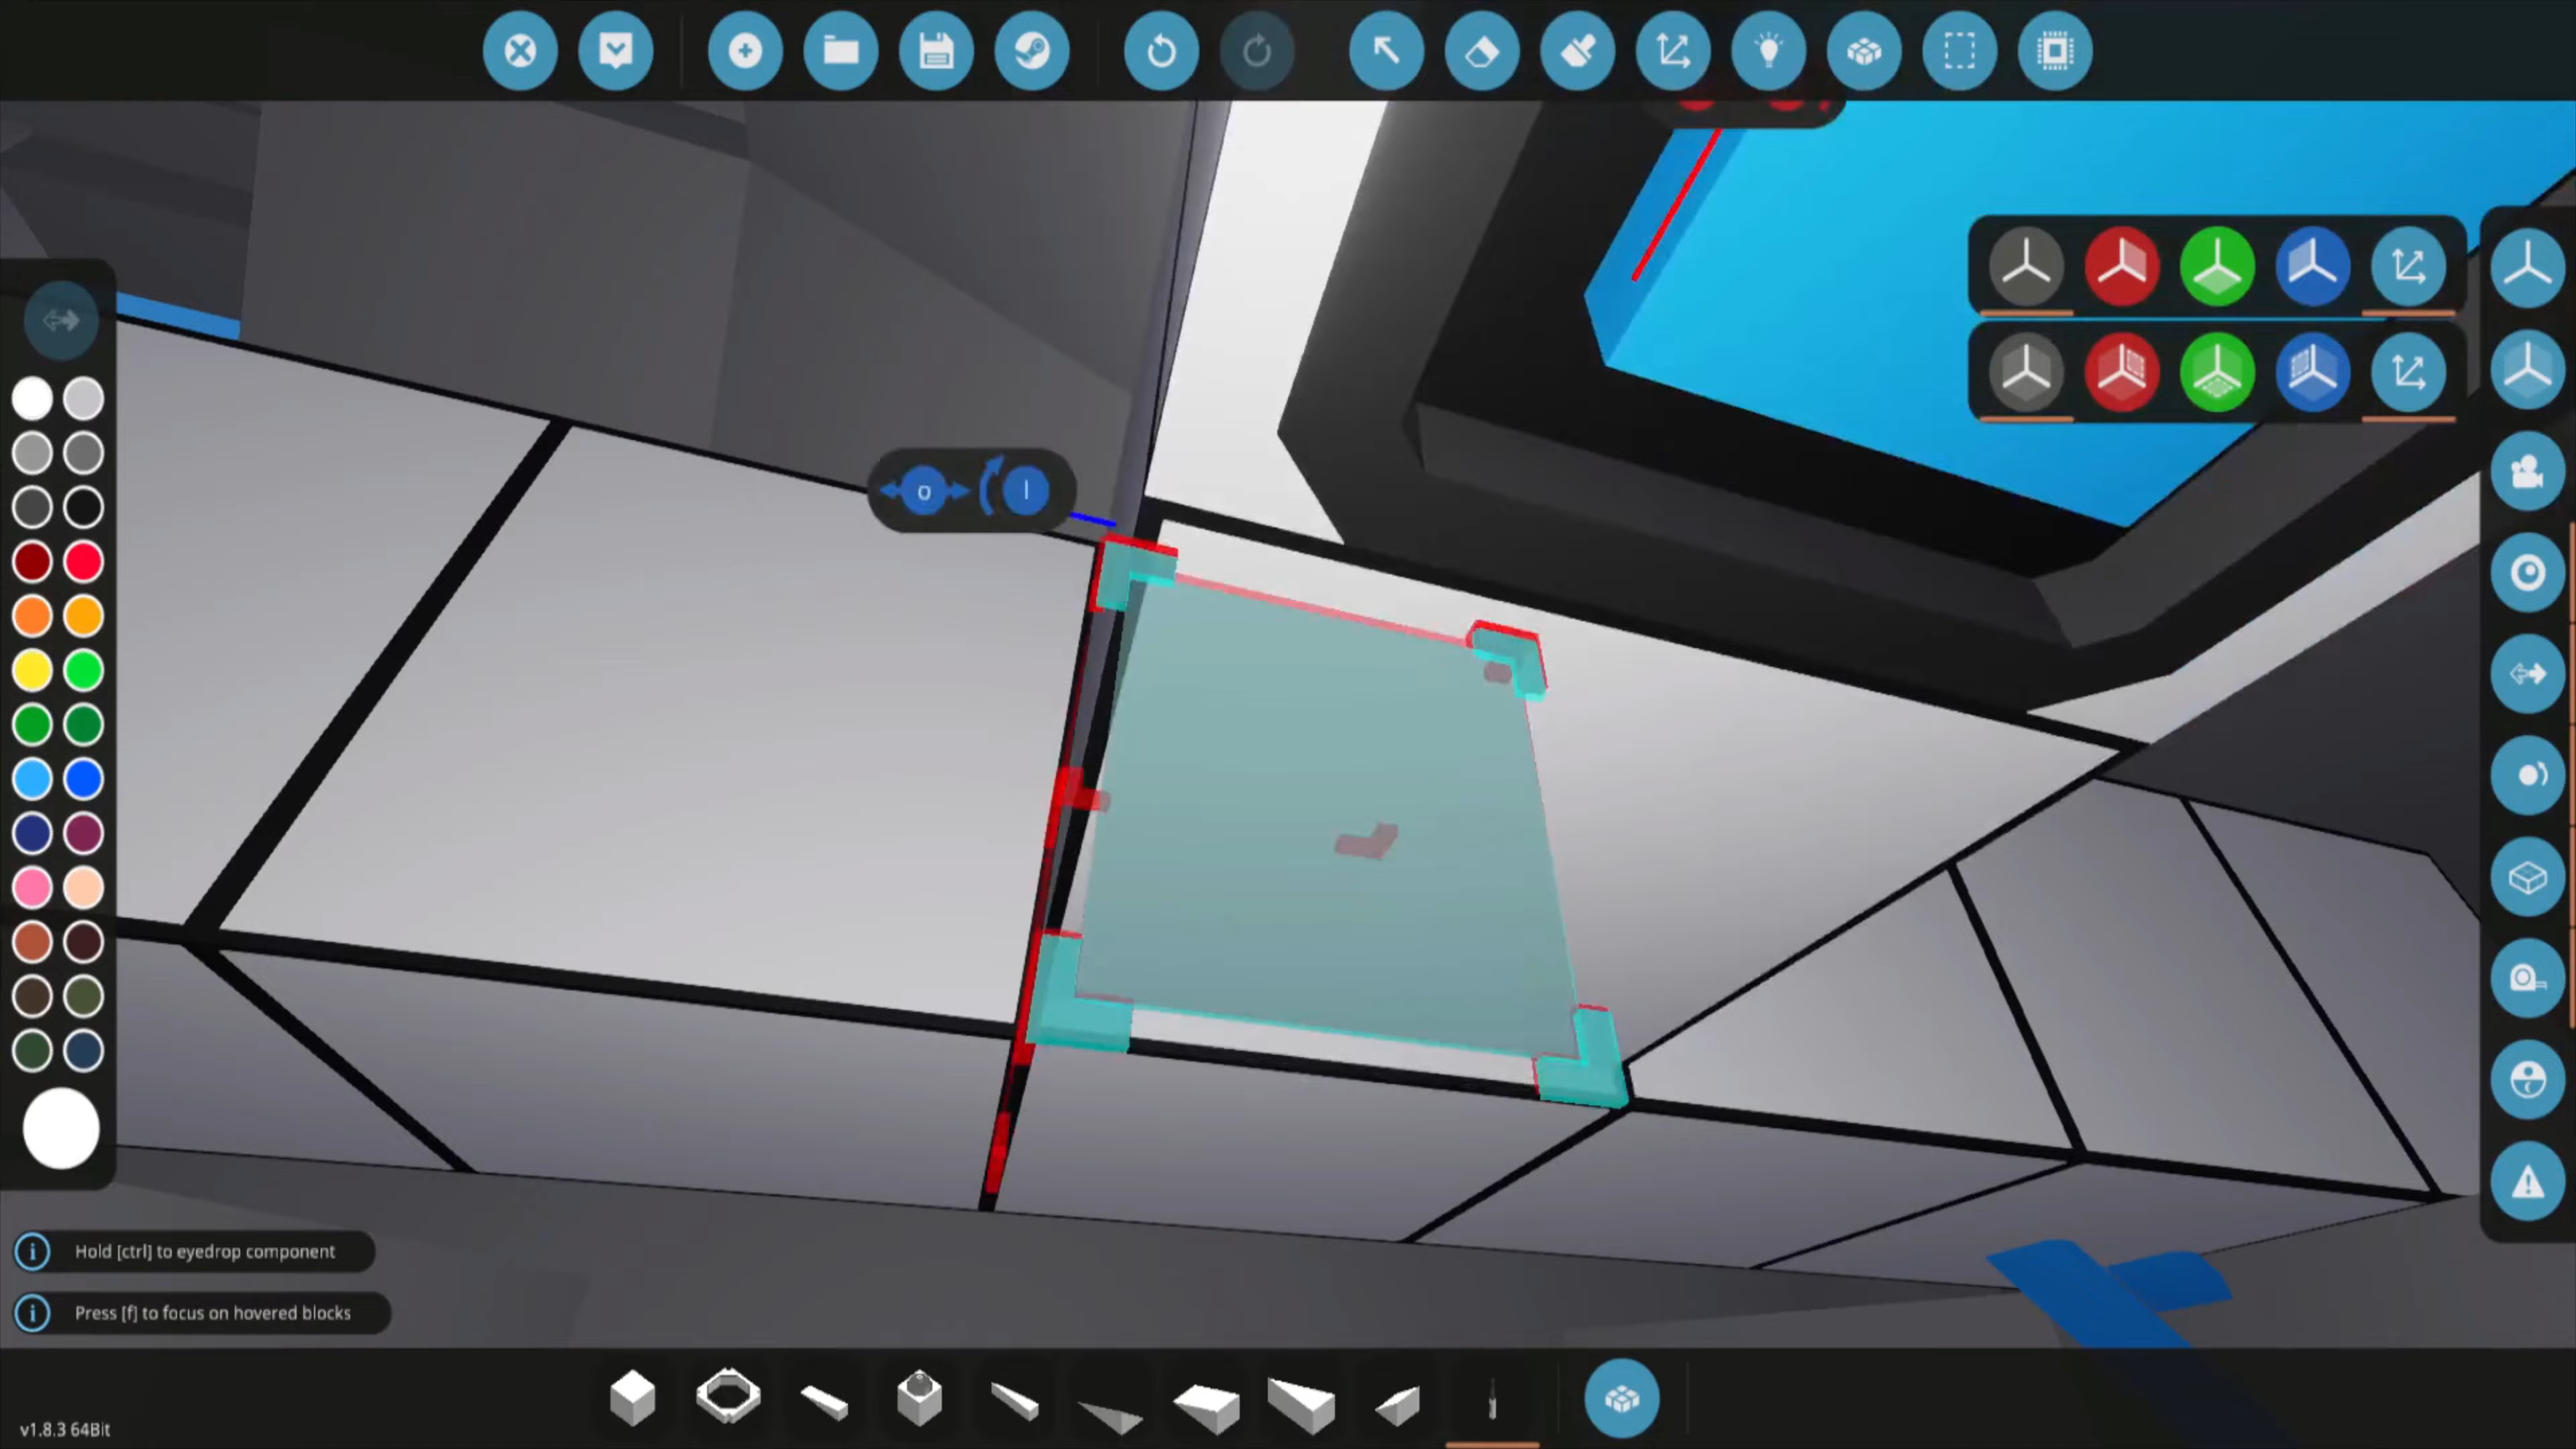 o
I
Hold [ctrl] to eyedrop component
Press [f] to focus on hovered blocks
v1.8.3 64Bit